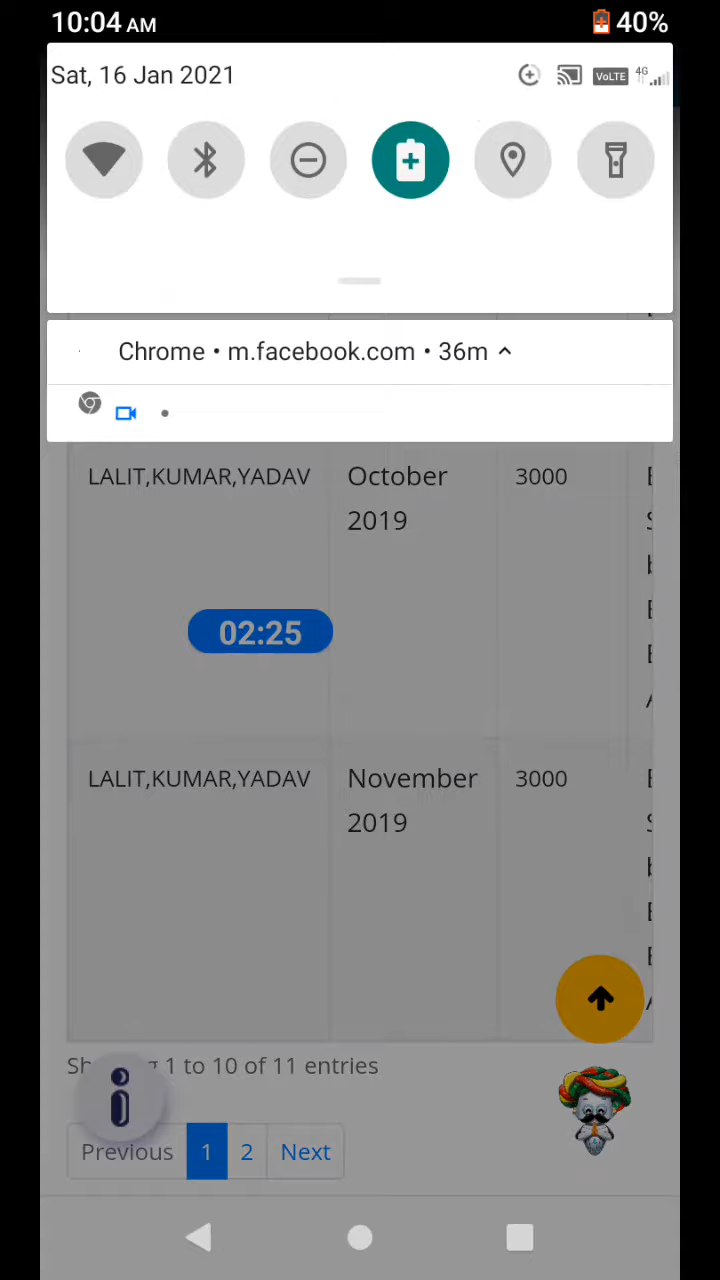 10:04 AM 40%
Sat, 16 Jan 2021 VoLTE 4G
Chrome • m.facebook.com • 36m
LALIT,KUMAR,YADAV October 2019 3000
02:25
LALIT,KUMAR,YADAV November 2019 3000
1 to 10 of 11 entries
Previous 1 2 Next